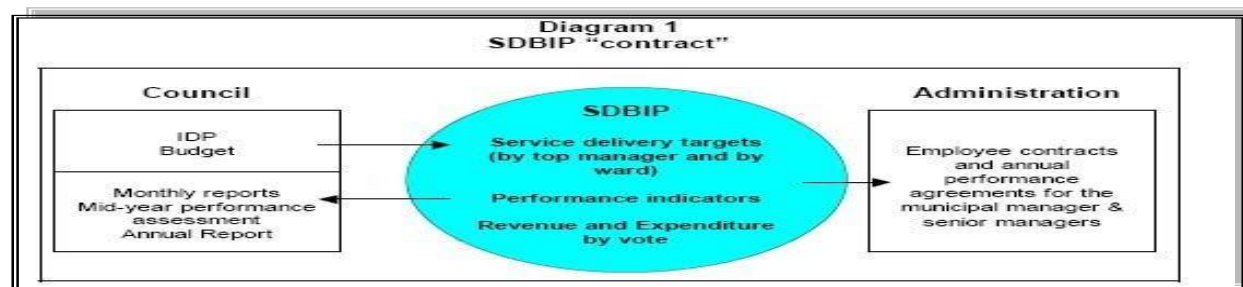 Diagram 1
SDBIP "contract"
Council
IDP
Budget
Monthly reports
Mid-year performance
assessment
Annual Report
SDBIP
Service delivery targets
(by top manager and by
ward)
Performance indicators
Revenue and Expenditure
by vote
Administration
Employee contracts
and annual
performance
agreements for the
municipal manager &
senior managers